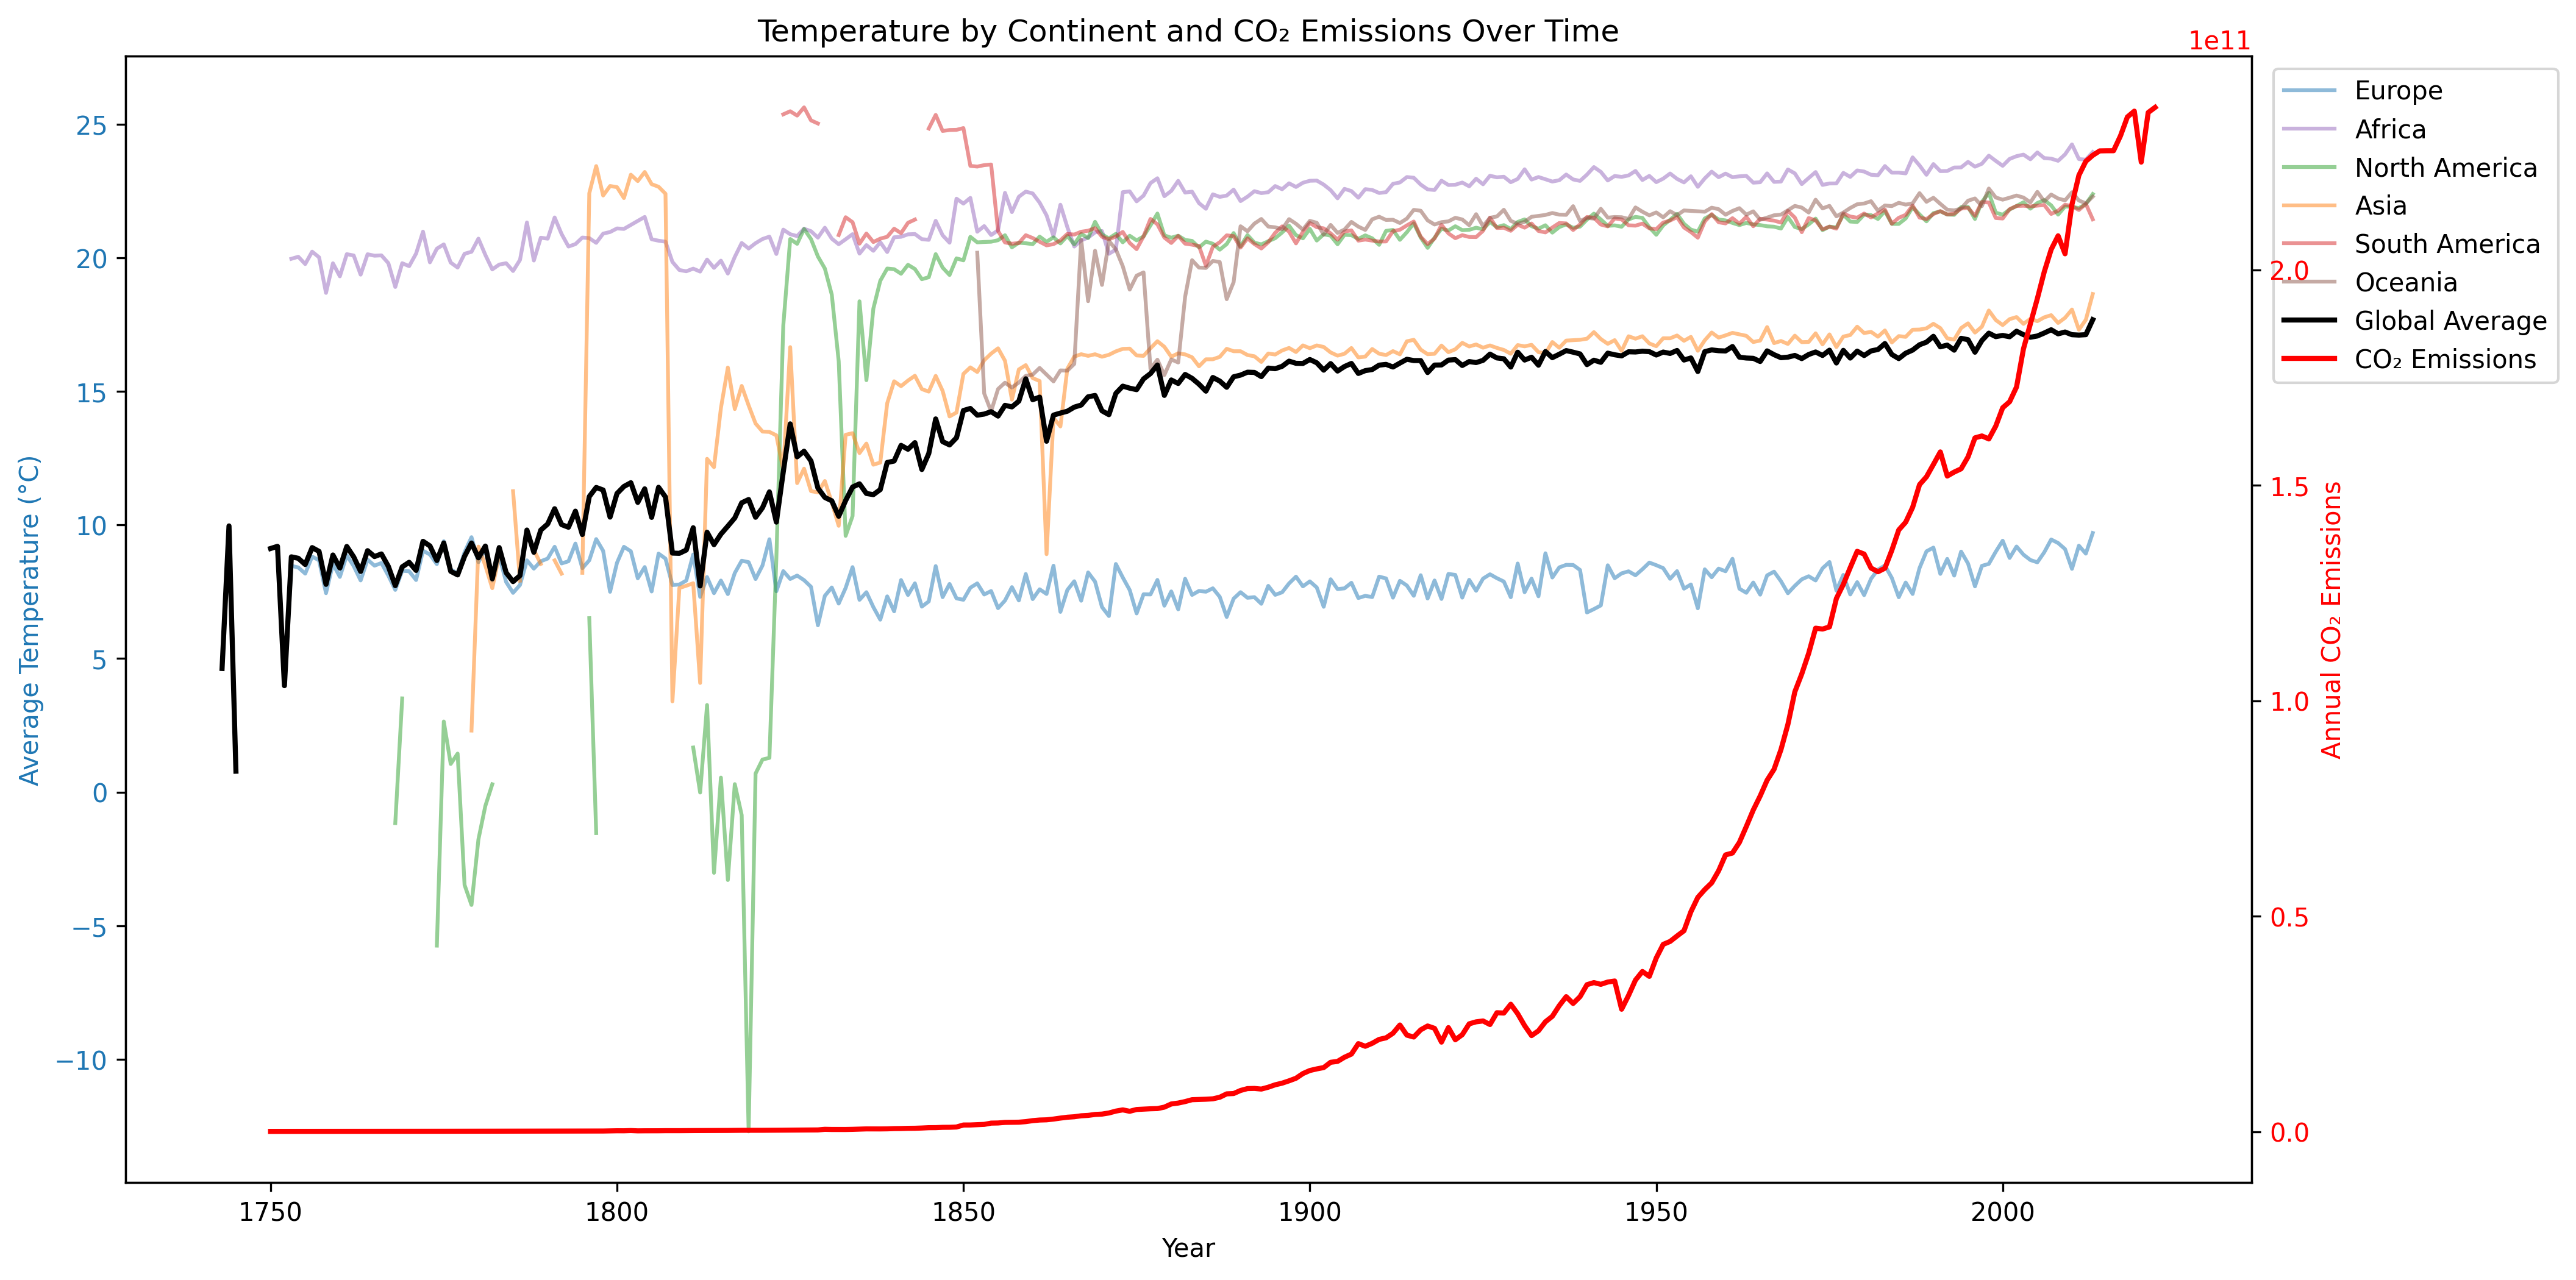 Temperature by Continent and CO₂ Emissions Over Time
1e11
25
20
15
10
5
0
−5
−10
Average Temperature (°C)
1750
1800
1850
1900
1950
2000
Year
2.0
1.5
1.0
0.5
0.0
Annual CO₂ Emissions
Europe
Africa
North America
Asia
South America
Oceania
Global Average
CO₂ Emissions